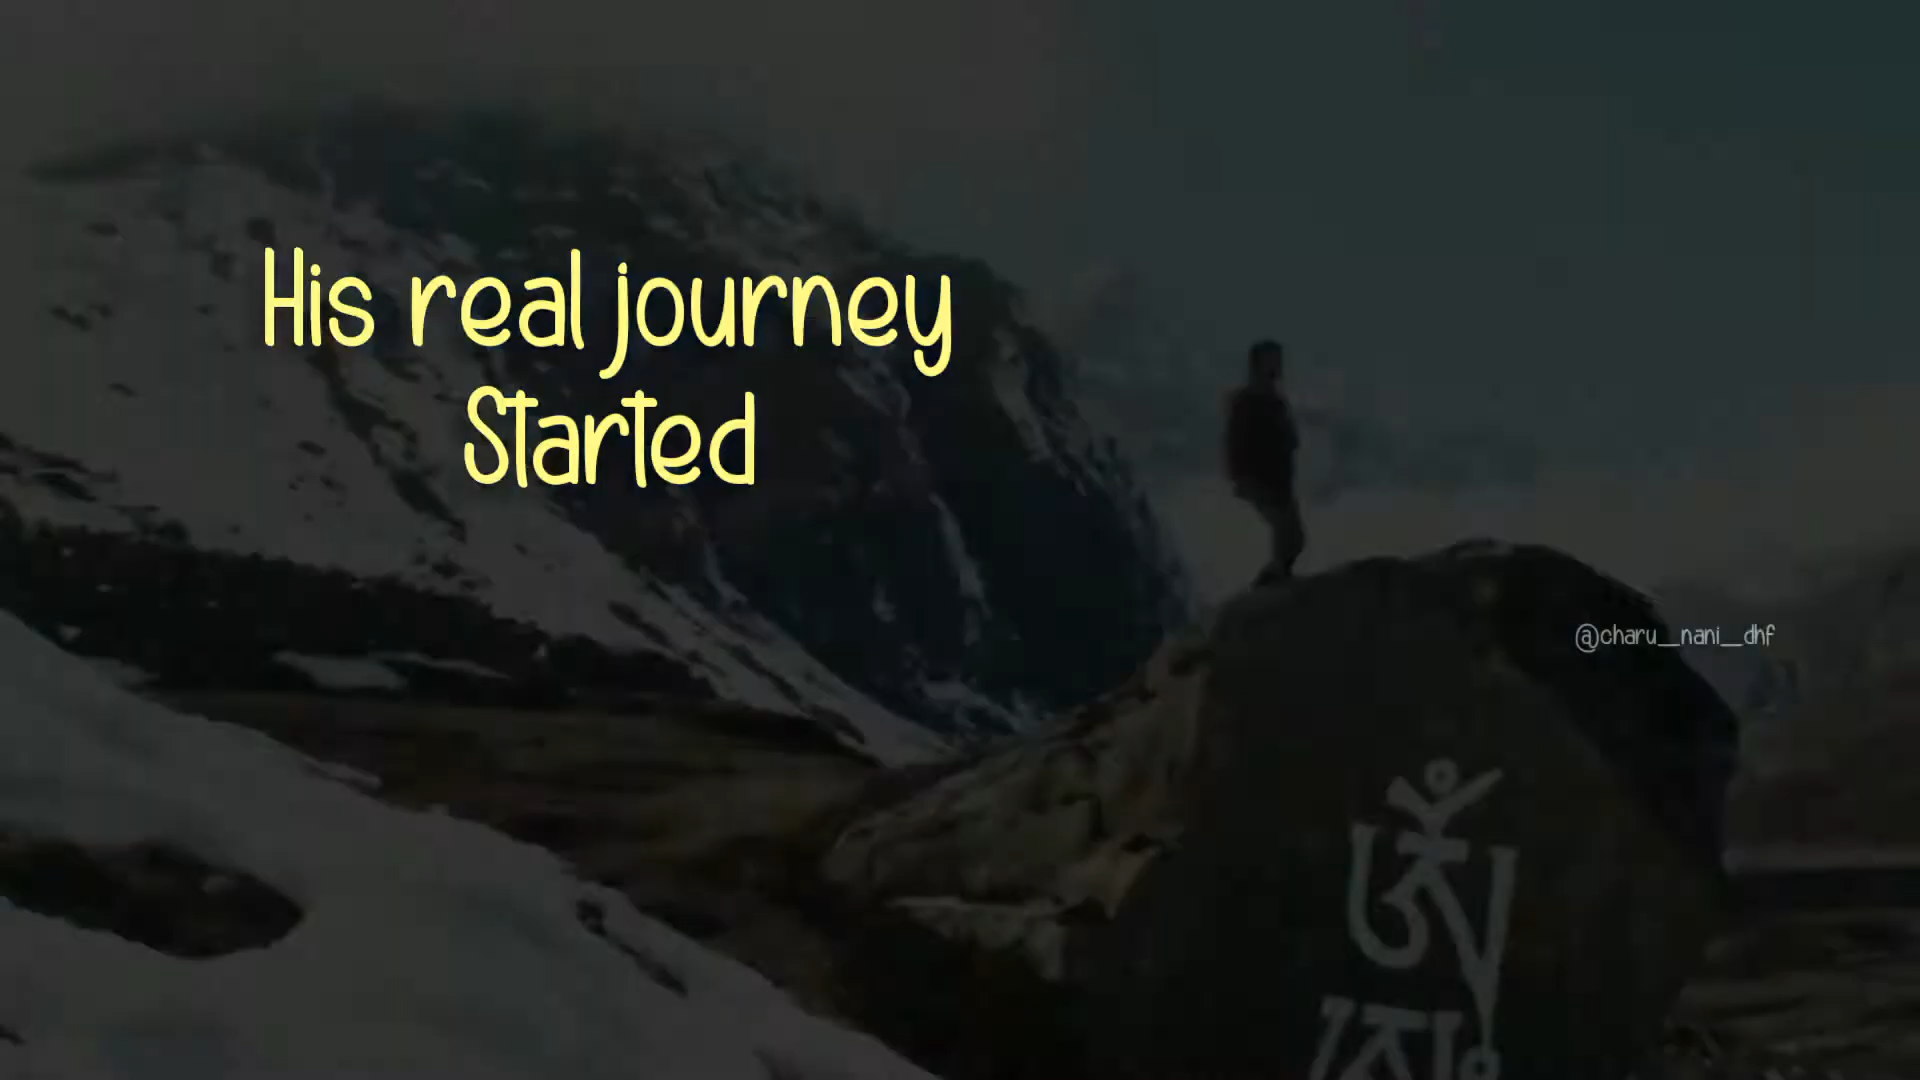 His real journey
Started
@charu__nani__dhf
ༀ